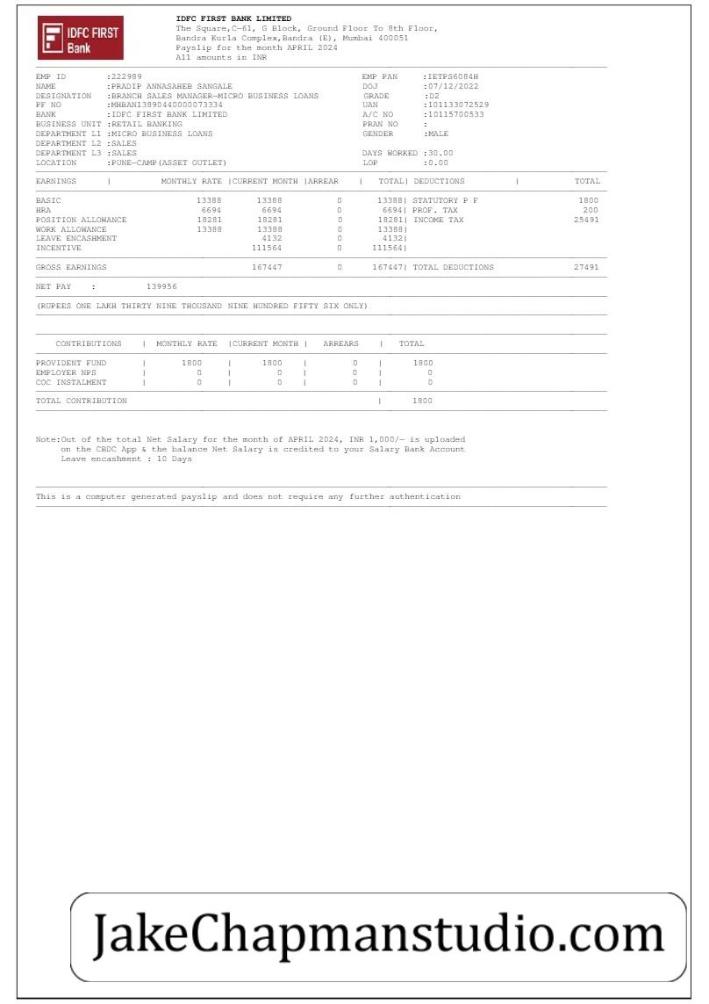 IDFC FIRST
Bank
IDFC FIRST BANK LIMITED
The Square,C-61, G Block, Ground Floor To 8th Floor,
Bandra Kurla Complex,Bandra (E), Mumbai 400051
Payslip for the month APRIL 2024
All amounts in INR
EMP ID :222989 EMP PAN :IETPS6084H
NAME :PRADIP ANNASAHEB SANGALE DOJ :07/12/2022
DESIGNATION :BRANCH SALES MANAGER-MICRO BUSINESS LOANS GRADE :D2
PF NO :MHBAN13890440000073334 UAN :101133072529
BANK :IDFC FIRST BANK LIMITED A/C NO :10115700533
BUSINESS UNIT :RETAIL BANKING PRAN NO :
DEPARTMENT L1 :MICRO BUSINESS LOANS GENDER :MALE
DEPARTMENT L2 :SALES
DEPARTMENT L3 :SALES DAYS WORKED :30.00
LOCATION :PUNE-CAMP(ASSET OUTLET) LOP :0.00
EARNINGS | MONTHLY RATE |CURRENT MONTH |ARREAR | TOTAL| DEDUCTIONS | TOTAL
BASIC 13388 13388 0 13388| STATUTORY P F 1800
HRA 6694 6694 0 6694| PROF. TAX 200
POSITION ALLOWANCE 18281 18281 0 18281| INCOME TAX 25491
WORK ALLOWANCE 13388 13388 0 13388|
LEAVE ENCASHMENT 4132 0 4132|
INCENTIVE 111564 0 111564|
GROSS EARNINGS 167447 0 167447| TOTAL DEDUCTIONS 27491
NET PAY : 139956
(RUPEES ONE LAKH THIRTY NINE THOUSAND NINE HUNDRED FIFTY SIX ONLY)
CONTRIBUTIONS | MONTHLY RATE |CURRENT MONTH | ARREARS | TOTAL
PROVIDENT FUND | 1800 | 1800 | 0 | 1800
EMPLOYER NPS | 0 | 0 | 0 | 0
COC INSTALMENT | 0 | 0 | 0 | 0
TOTAL CONTRIBUTION | 1800
Note:Out of the total Net Salary for the month of APRIL 2024, INR 1,000/- is uploaded
on the CBDC App & the balance Net Salary is credited to your Salary Bank Account
Leave encashment : 10 Days
This is a computer generated payslip and does not require any further authentication
JakeChapmanstudio.com